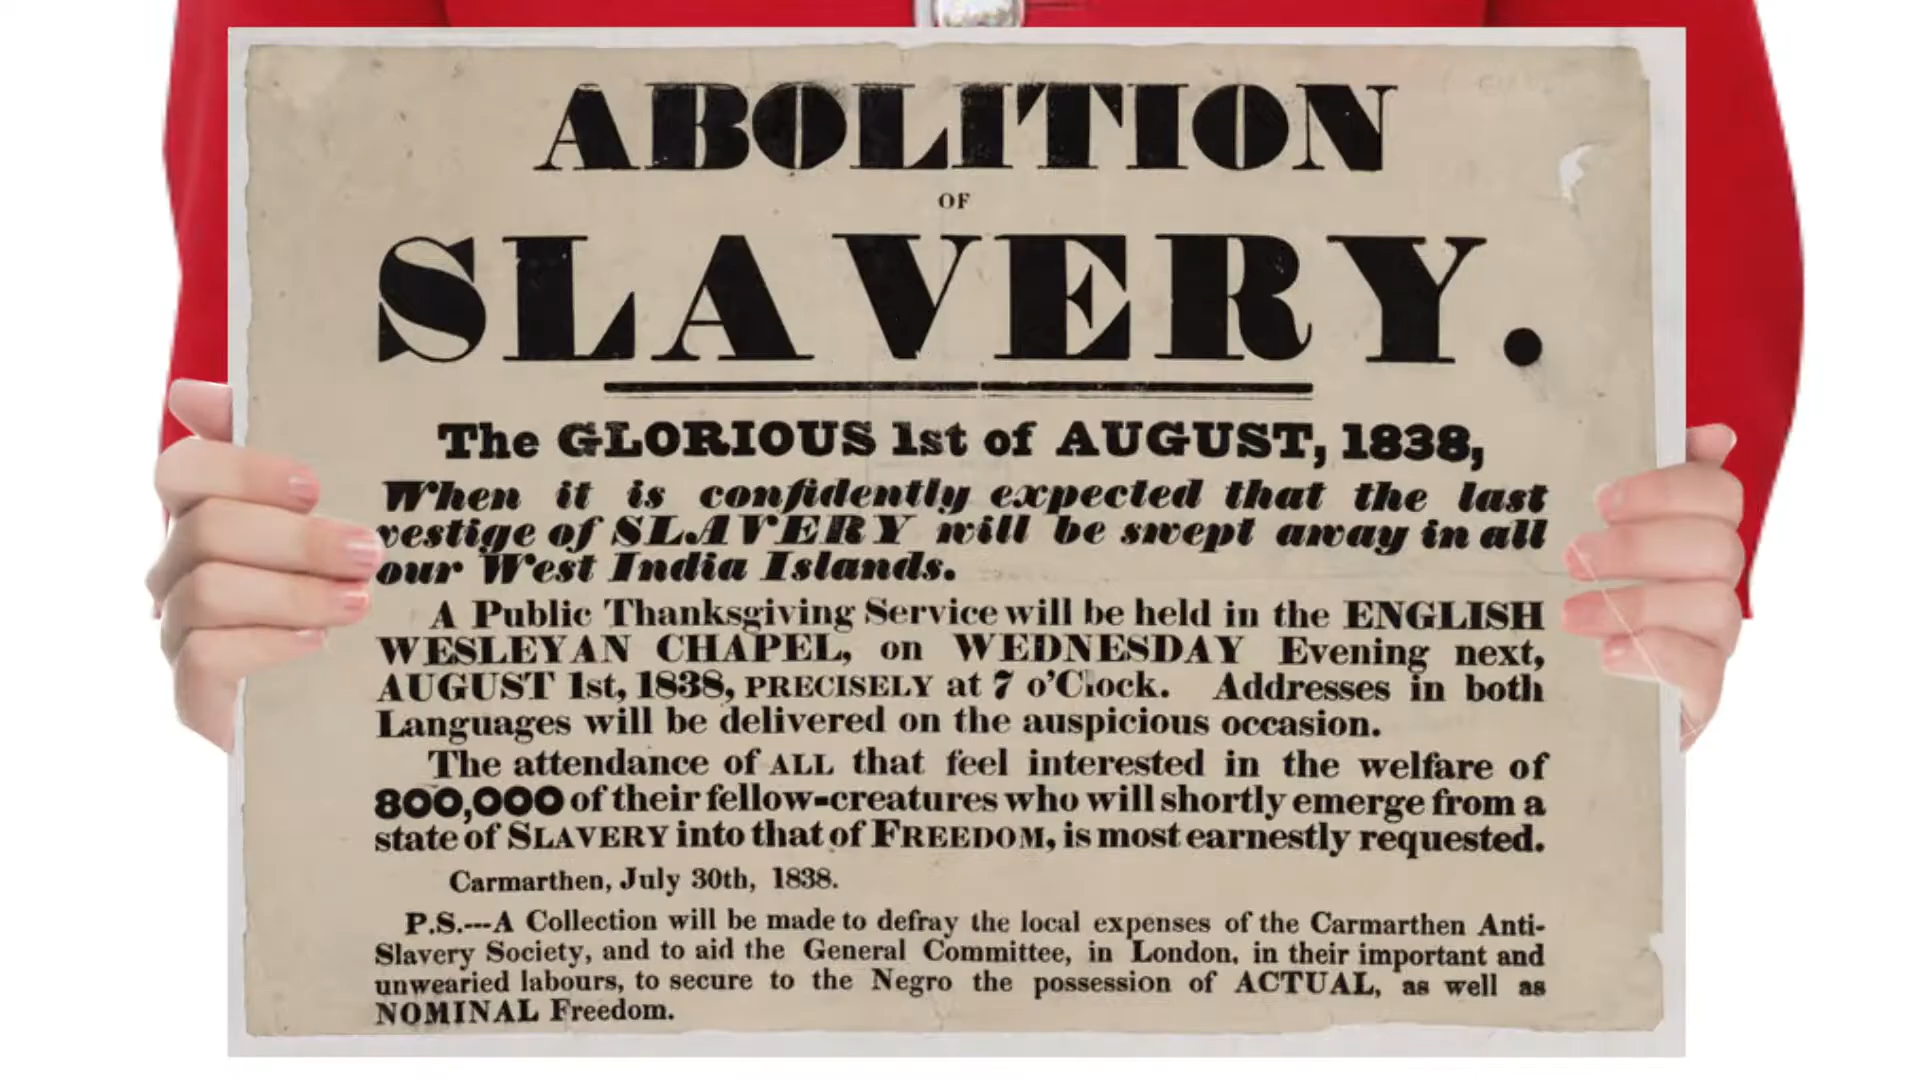 ABOLITION
OF
SLAVERY.
The GLORIOUS 1st of AUGUST, 1838,
When it is confidently expected that the last
vestige of SLAVERY will be swept away in all
our West India Islands.
A Public Thanksgiving Service will be held in the ENGLISH
WESLEYAN CHAPEL, on WEDNESDAY Evening next,
AUGUST 1st, 1838, PRECISELY at 7 o'Clock. Addresses in both
Languages will be delivered on the auspicious occasion.
The attendance of ALL that feel interested in the welfare of
800,000 of their fellow-creatures who will shortly emerge from a
state of SLAVERY into that of FREEDOM, is most earnestly requested.
Carmarthen, July 30th, 1838.
P.S.---A Collection will be made to defray the local expenses of the Carmarthen Anti-
Slavery Society, and to aid the General Committee, in London, in their important and
unwearied labours, to secure to the Negro the possession of ACTUAL, as well as
NOMINAL Freedom.